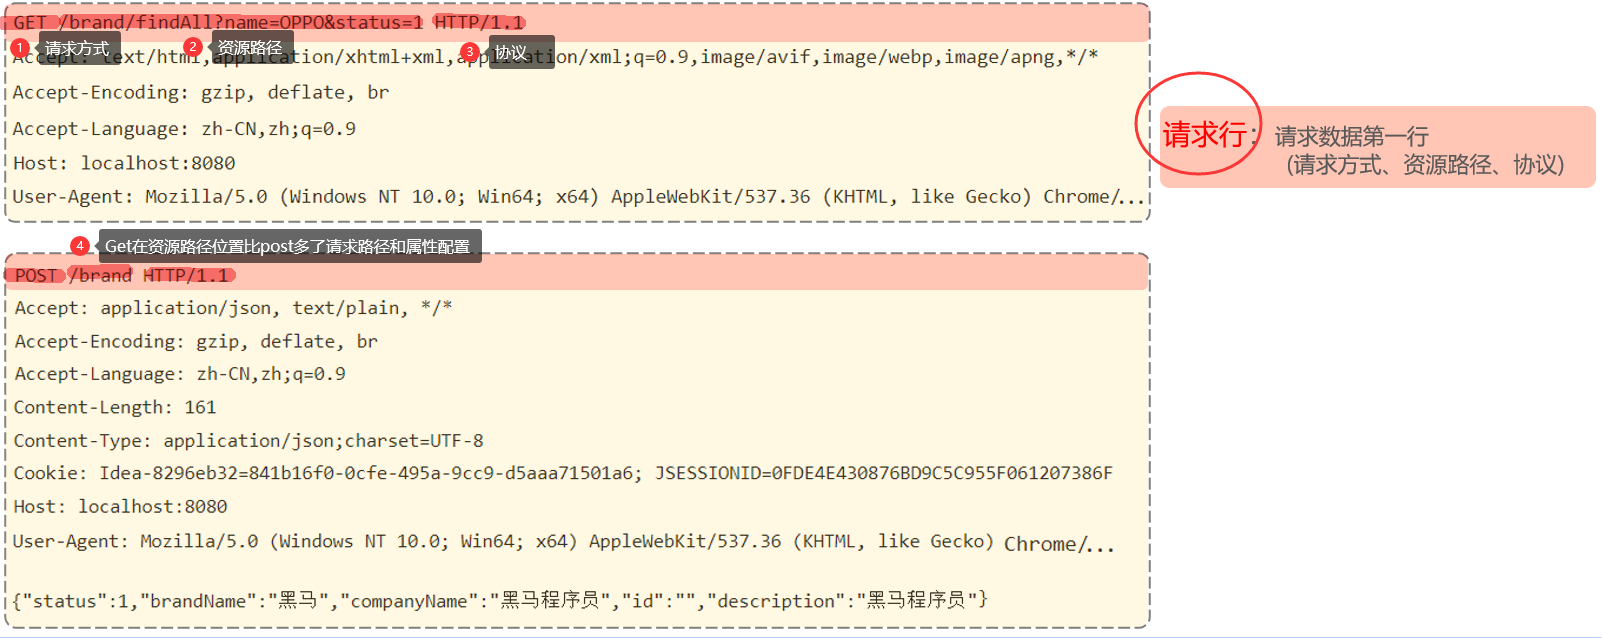 GET /brand/findAll?name=OPPO&status=1 HTTP/1.1
1 请求方式 2 资源路径 3 协议
Accept: text/html,application/xhtml+xml,application/xml;q=0.9,image/avif,image/webp,image/apng,*/*
Accept-Encoding: gzip, deflate, br
Accept-Language: zh-CN,zh;q=0.9
Host: localhost:8080
User-Agent: Mozilla/5.0 (Windows NT 10.0; Win64; x64) AppleWebKit/537.36 (KHTML, like Gecko) Chrome/...
请求行：请求数据第一行
(请求方式、资源路径、协议)
4 Get在资源路径位置比post多了请求路径和属性配置
POST /brand HTTP/1.1
Accept: application/json, text/plain, */*
Accept-Encoding: gzip, deflate, br
Accept-Language: zh-CN,zh;q=0.9
Content-Length: 161
Content-Type: application/json;charset=UTF-8
Cookie: Idea-8296eb32=841b16f0-0cfe-495a-9cc9-d5aaa71501a6; JSESSIONID=0FDE4E430876BD9C5C955F061207386F
Host: localhost:8080
User-Agent: Mozilla/5.0 (Windows NT 10.0; Win64; x64) AppleWebKit/537.36 (KHTML, like Gecko) Chrome/...
{"status":1,"brandName":"黑马","companyName":"黑马程序员","id":"","description":"黑马程序员"}